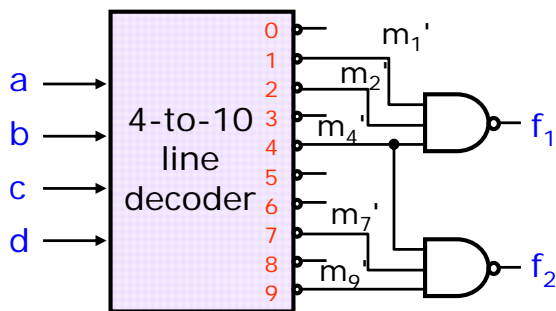 a
b
c
d
4-to-10
line
decoder
0
1
2
3
4
5
6
7
8
9
m₁'
m₂'
m₄'
m₇'
m₉'
f₁
f₂